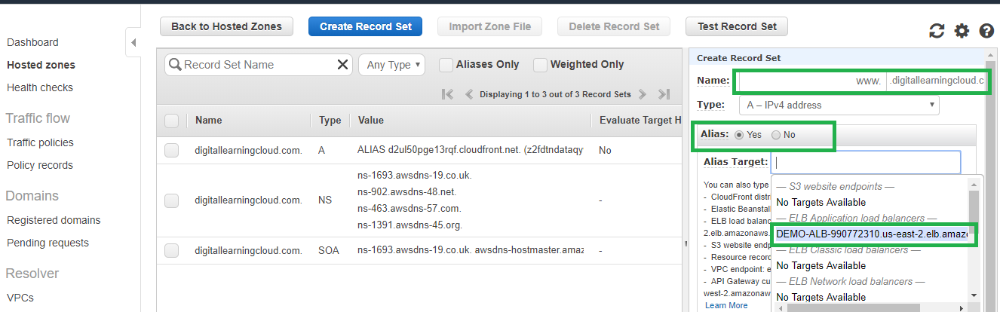 Back to Hosted Zones
Create Record Set
Import Zone File
Delete Record Set
Test Record Set
Dashboard
Hosted zones
Health checks
Traffic flow
Traffic policies
Policy records
Domains
Registered domains
Pending requests
Resolver
VPCs
Record Set Name
Any Type
Aliases Only
Weighted Only
Displaying 1 to 3 out of 3 Record Sets
Name Type Value Evaluate Target H
digitallearningcloud.com. A ALIAS d2ul50pge13rqf.cloudfront.net. (z2fdtndataqy No
ns-1693.awsdns-19.co.uk.
ns-902.awsdns-48.net.
digitallearningcloud.com. NS -
ns-463.awsdns-57.com.
ns-1391.awsdns-45.org.
digitallearningcloud.com. SOA ns-1693.awsdns-19.co.uk. awsdns-hostmaster.amaz -
Create Record Set
Name: www. .digitallearningcloud.c
Type: A – IPv4 address
Alias: Yes No
Alias Target:
You can also type
- CloudFront distr
- Elastic Beanstal
- ELB load balanc
2.elb.amazonaws.
- S3 website endp
- Resource record
- VPC endpoint: e
- API Gateway cu
west-2.amazonaw
Learn More
— S3 website endpoints —
No Targets Available
— ELB Application load balancers —
DEMO-ALB-990772310.us-east-2.elb.amazo
— ELB Classic load balancers —
No Targets Available
— ELB Network load balancers —
No Targets Available